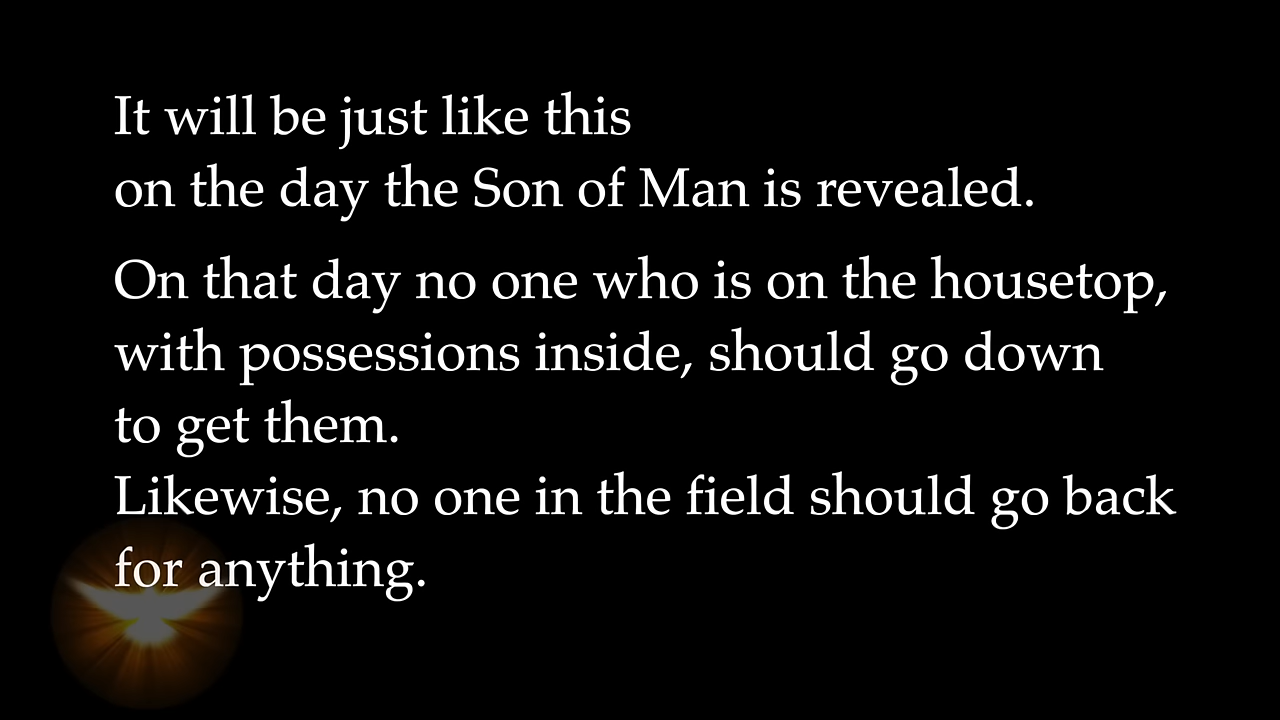 It will be just like this
on the day the Son of Man is revealed.
On that day no one who is on the housetop,
with possessions inside, should go down
to get them.
Likewise, no one in the field should go back
for anything.